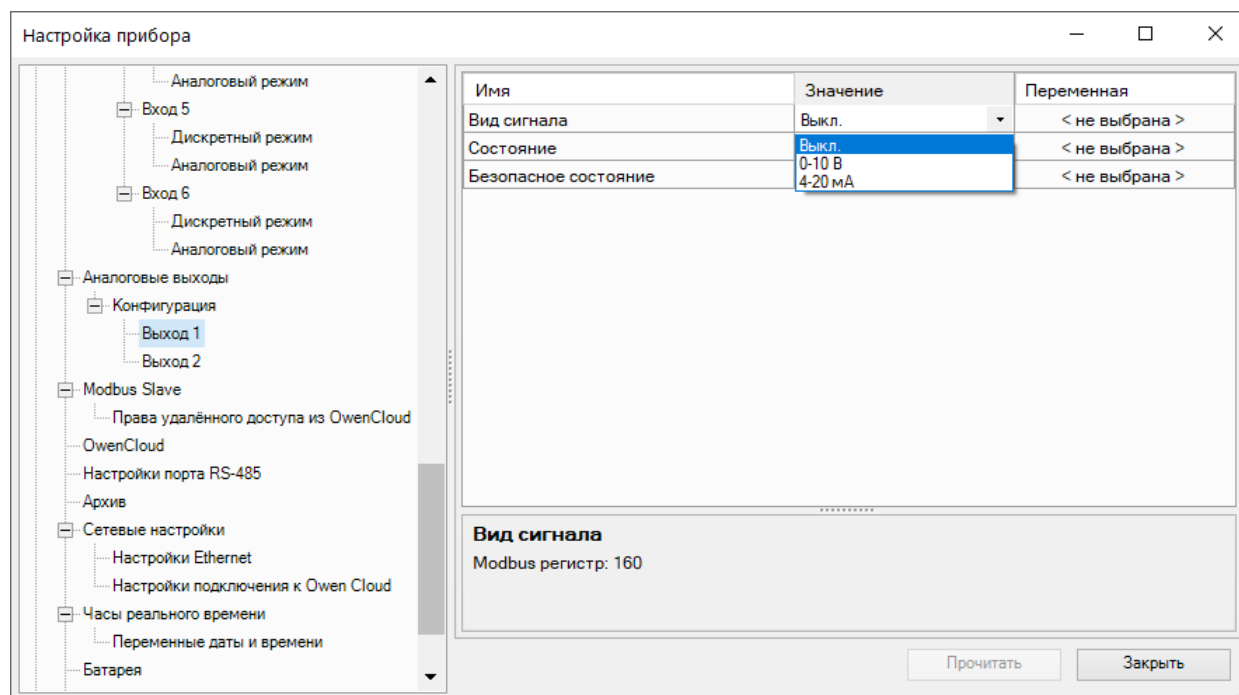 Настройка прибора
Аналоговый режим
Вход 5
Дискретный режим
Аналоговый режим
Вход 6
Дискретный режим
Аналоговый режим
Аналоговые выходы
Конфигурация
Выход 1
Выход 2
Modbus Slave
Права удалённого доступа из OwenCloud
OwenCloud
Настройки порта RS-485
Архив
Сетевые настройки
Настройки Ethernet
Настройки подключения к Owen Cloud
Часы реального времени
Переменные даты и времени
Батарея
Имя Значение Переменная
Вид сигнала Выкл. < не выбрана >
Состояние < не выбрана >
Безопасное состояние < не выбрана >
Выкл.
0-10 В
4-20 мА
Вид сигнала
Modbus регистр: 160
Прочитать Закрыть